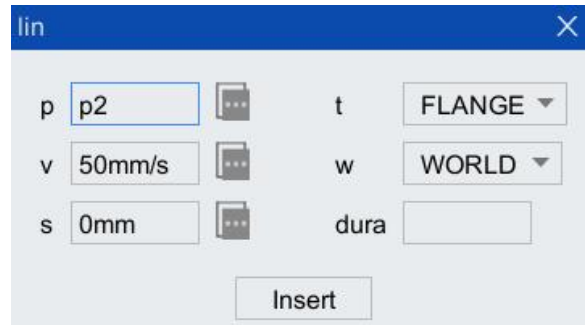 lin
p p2 t FLANGE
v 50mm/s w WORLD
s 0mm dura
Insert